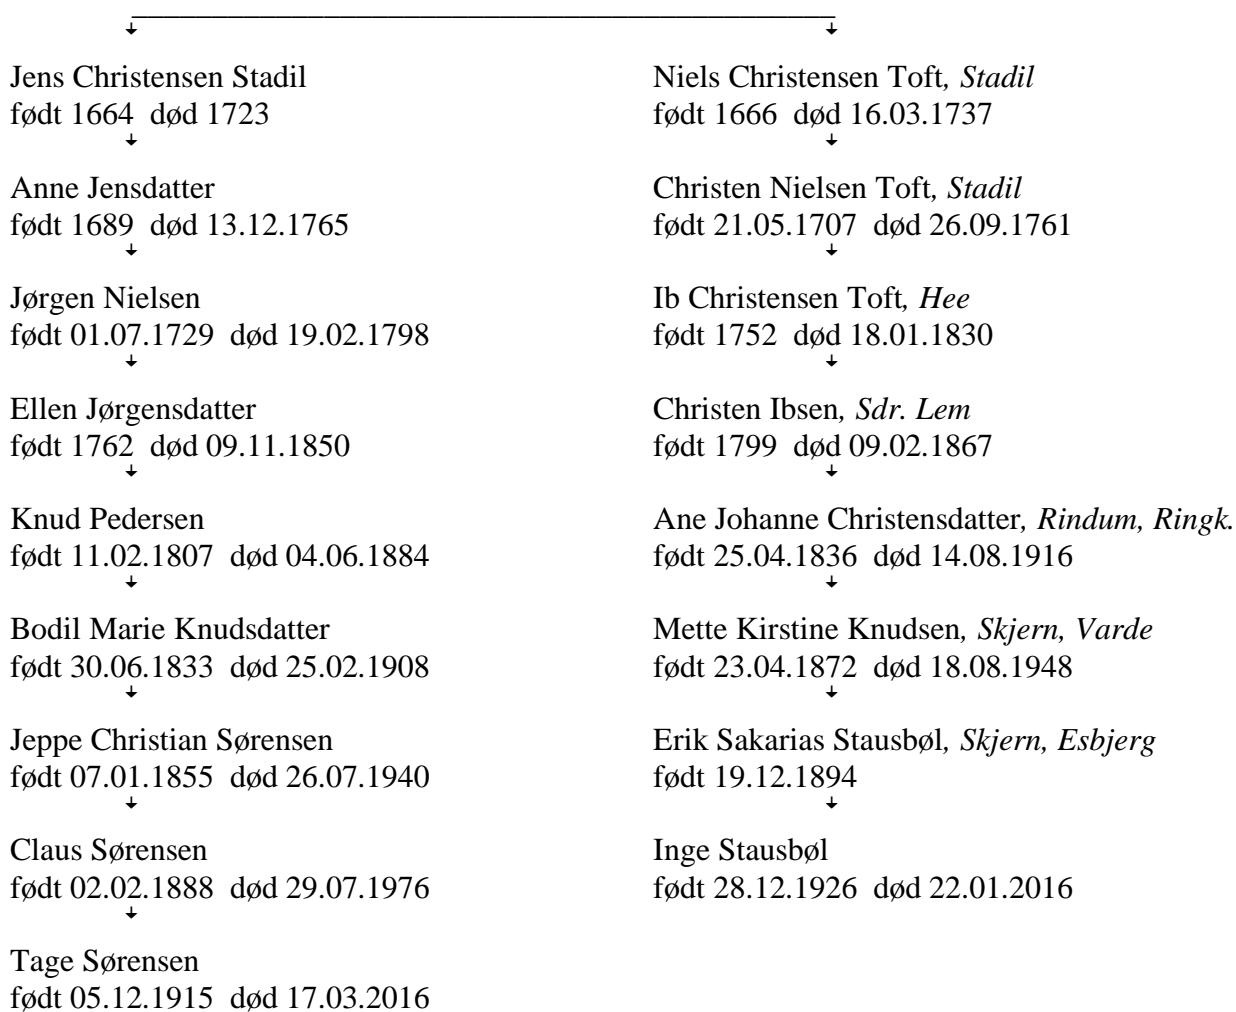 Jens Christensen Stadil
født 1664 død 1723
Anne Jensdatter
født 1689 død 13.12.1765
Jørgen Nielsen
født 01.07.1729 død 19.02.1798
Ellen Jørgensdatter
født 1762 død 09.11.1850
Knud Pedersen
født 11.02.1807 død 04.06.1884
Bodil Marie Knudsdatter
født 30.06.1833 død 25.02.1908
Jeppe Christian Sørensen
født 07.01.1855 død 26.07.1940
Claus Sørensen
født 02.02.1888 død 29.07.1976
Tage Sørensen
født 05.12.1915 død 17.03.2016
Niels Christensen Toft, Stadil
født 1666 død 16.03.1737
Christen Nielsen Toft, Stadil
født 21.05.1707 død 26.09.1761
Ib Christensen Toft, Hee
født 1752 død 18.01.1830
Christen Ibsen, Sdr. Lem
født 1799 død 09.02.1867
Ane Johanne Christensdatter, Rindum, Ringk.
født 25.04.1836 død 14.08.1916
Mette Kirstine Knudsen, Skjern, Varde
født 23.04.1872 død 18.08.1948
Erik Sakarias Stausbøl, Skjern, Esbjerg
født 19.12.1894
Inge Stausbøl
født 28.12.1926 død 22.01.2016